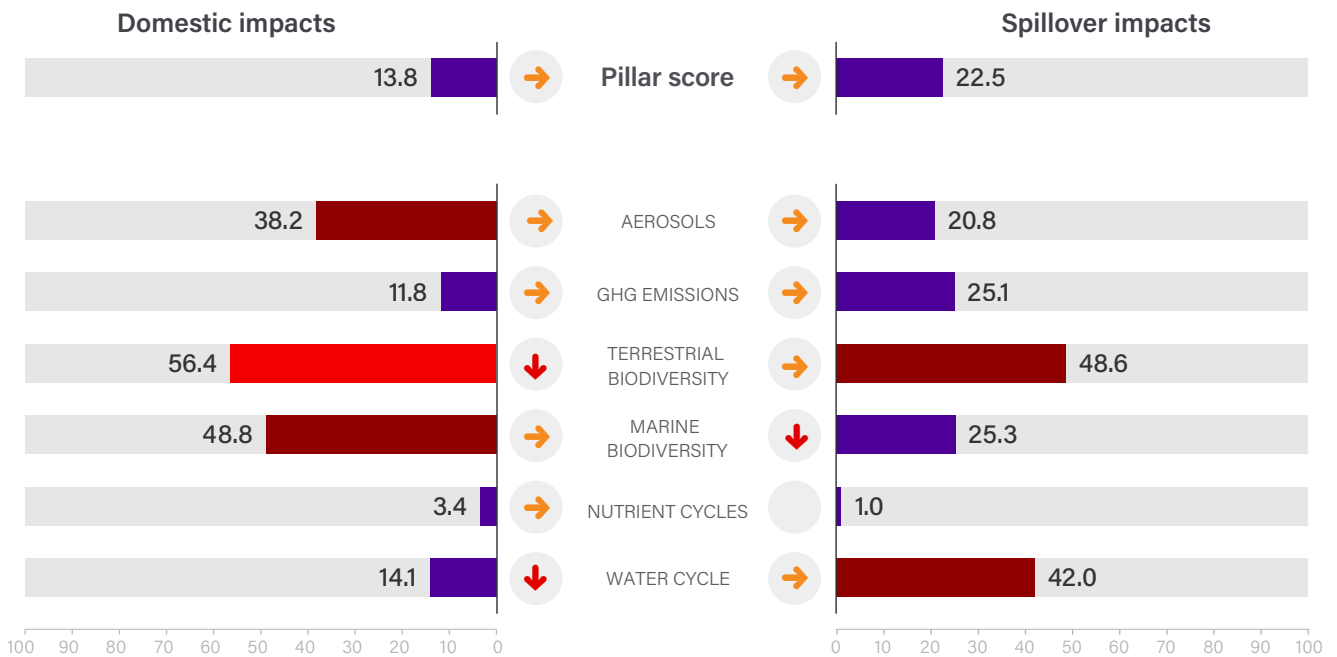 Domestic impacts
Spillover impacts
13.8
Pillar score
22.5
38.2
AEROSOLS
20.8
11.8
GHG EMISSIONS
25.1
56.4
TERRESTRIAL
BIODIVERSITY
48.6
48.8
MARINE
BIODIVERSITY
25.3
3.4
NUTRIENT CYCLES
1.0
14.1
WATER CYCLE
42.0
100 90 80 70 60 50 40 30 20 10 0
0 10 20 30 40 50 60 70 80 90 100